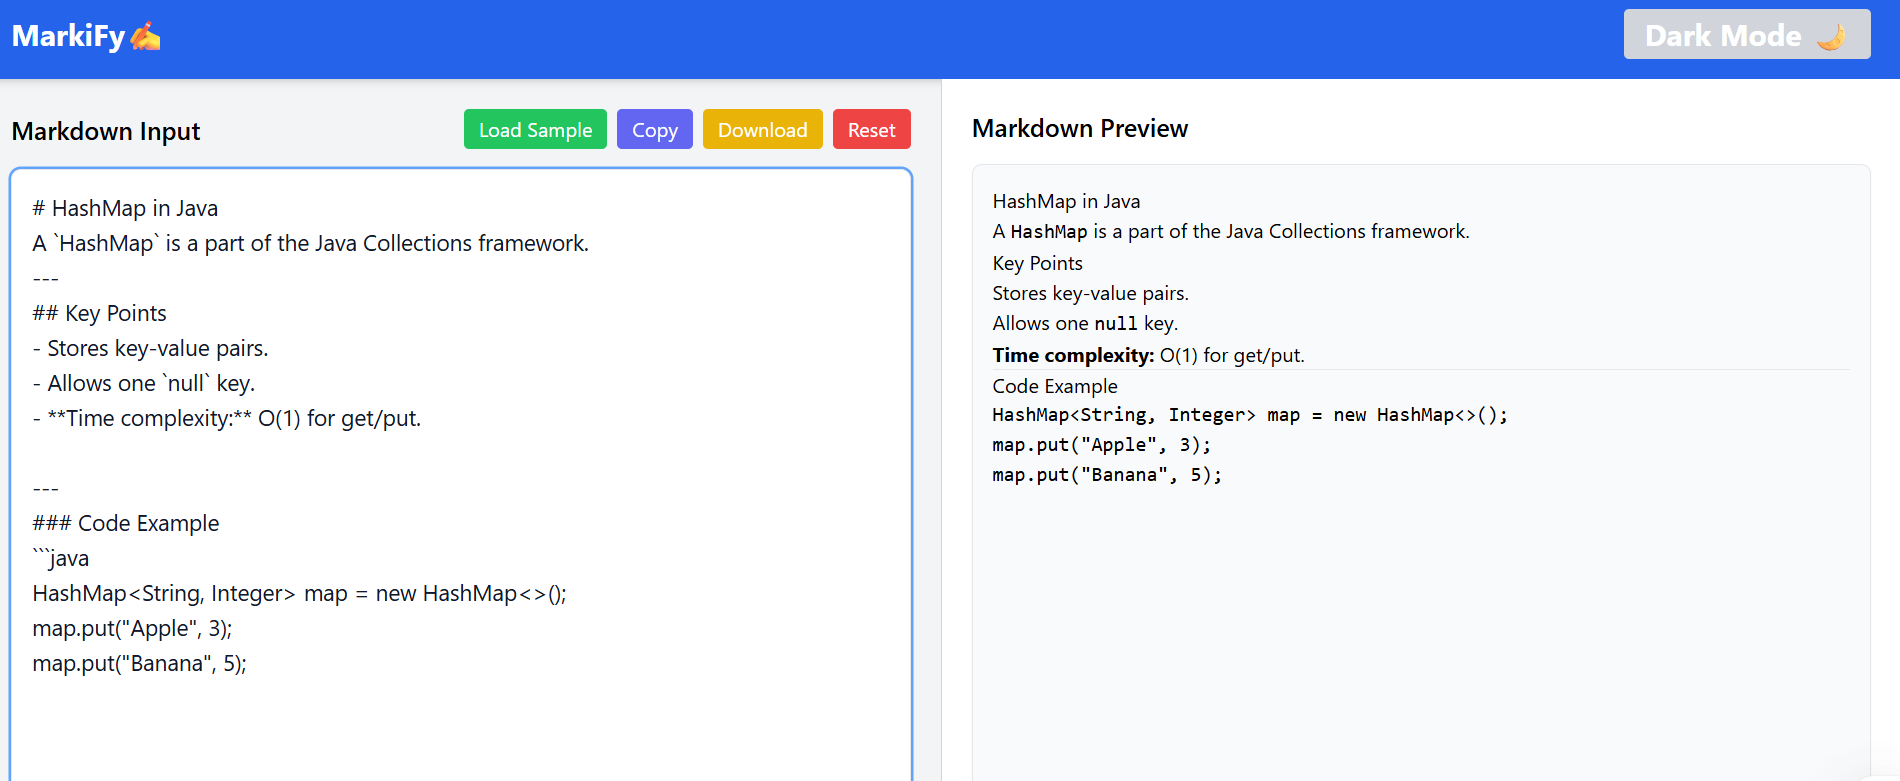 MarkiFy✍️
Dark Mode 🌙
Markdown Input
Load Sample
Copy
Download
Reset
# HashMap in Java
A `HashMap` is a part of the Java Collections framework.
---
## Key Points
- Stores key-value pairs.
- Allows one `null` key.
- **Time complexity:** O(1) for get/put.
---
### Code Example
```java
HashMap<String, Integer> map = new HashMap<>();
map.put("Apple", 3);
map.put("Banana", 5);
Markdown Preview
HashMap in Java
A HashMap is a part of the Java Collections framework.
Key Points
Stores key-value pairs.
Allows one null key.
Time complexity: O(1) for get/put.
Code Example
HashMap<String, Integer> map = new HashMap<>();
map.put("Apple", 3);
map.put("Banana", 5);